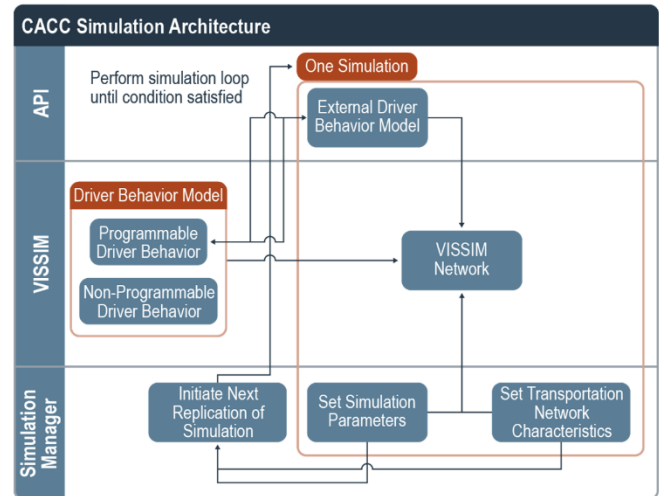 CACC Simulation Architecture
API
Perform simulation loop
until condition satisfied
One Simulation
External Driver
Behavior Model
VISSIM
Driver Behavior Model
Programmable
Driver Behavior
Non-Programmable
Driver Behavior
VISSIM
Network
Simulation
Manager
Initiate Next
Replication of
Simulation
Set Simulation
Parameters
Set Transportation
Network
Characteristics